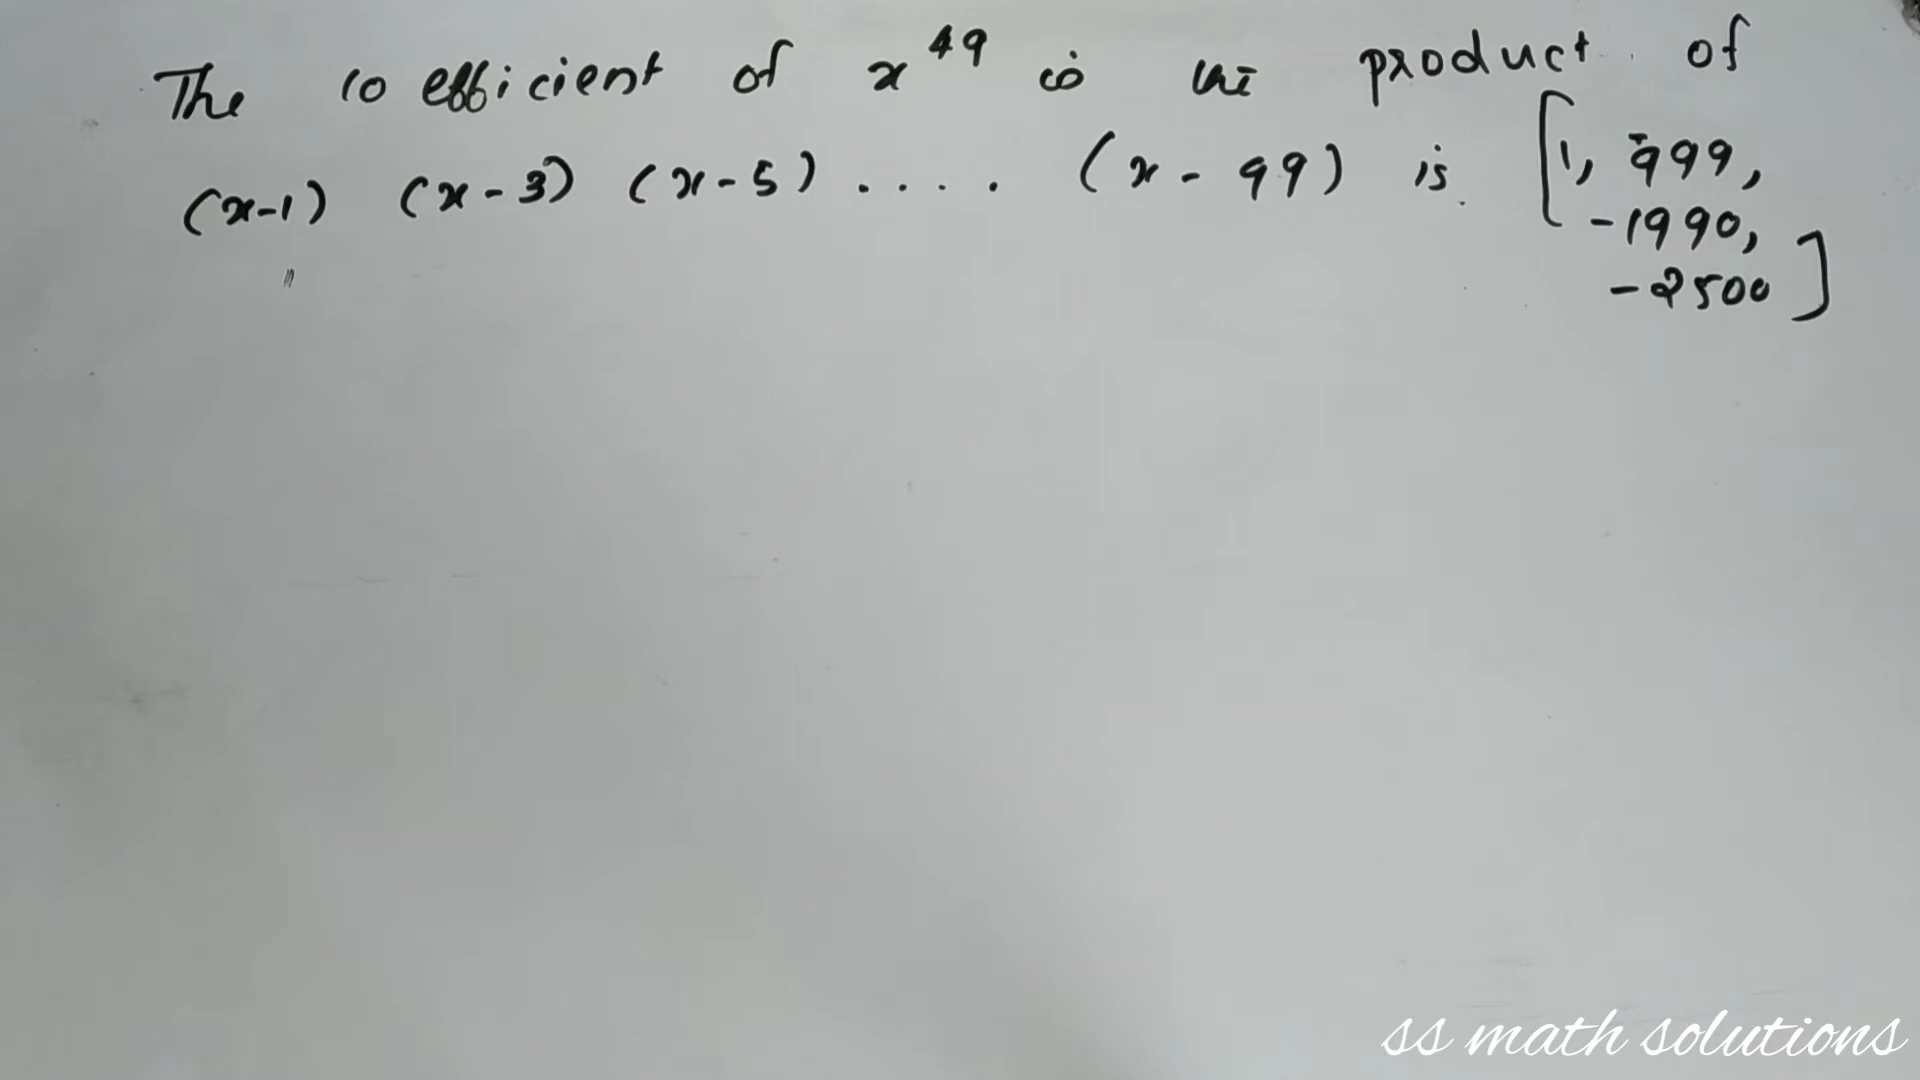 The coefficient of x^49 is the product of
(x-1) (x-3) (x-5) .... (x-99) is [1, -999,
-1990,
-2500]
ss math solutions